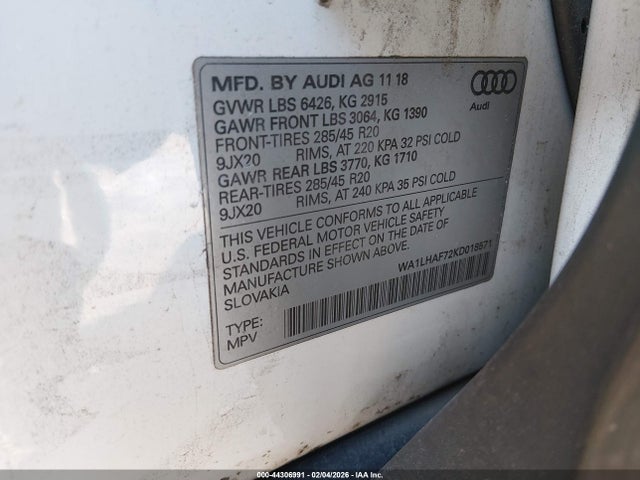 MFD. BY AUDI AG 11 18
GVWR LBS 6426, KG 2915
GAWR FRONT LBS 3064, KG 1390
FRONT-TIRES 285/45 R20
9JX20 RIMS, AT 220 KPA 32 PSI COLD
GAWR REAR LBS 3770, KG 1710
REAR-TIRES 285/45 R20
9JX20 RIMS, AT 240 KPA 35 PSI COLD
Audi
THIS VEHICLE CONFORMS TO ALL APPLICABLE
U.S. FEDERAL MOTOR VEHICLE SAFETY
STANDARDS IN EFFECT ON THE DATE OF
MANUFACTURE SHOWN ABOVE.
SLOVAKIA
WA1LHAF72KD018871
TYPE:
MPV
000-44306991 - 02/04/2026 - IAAI.COM